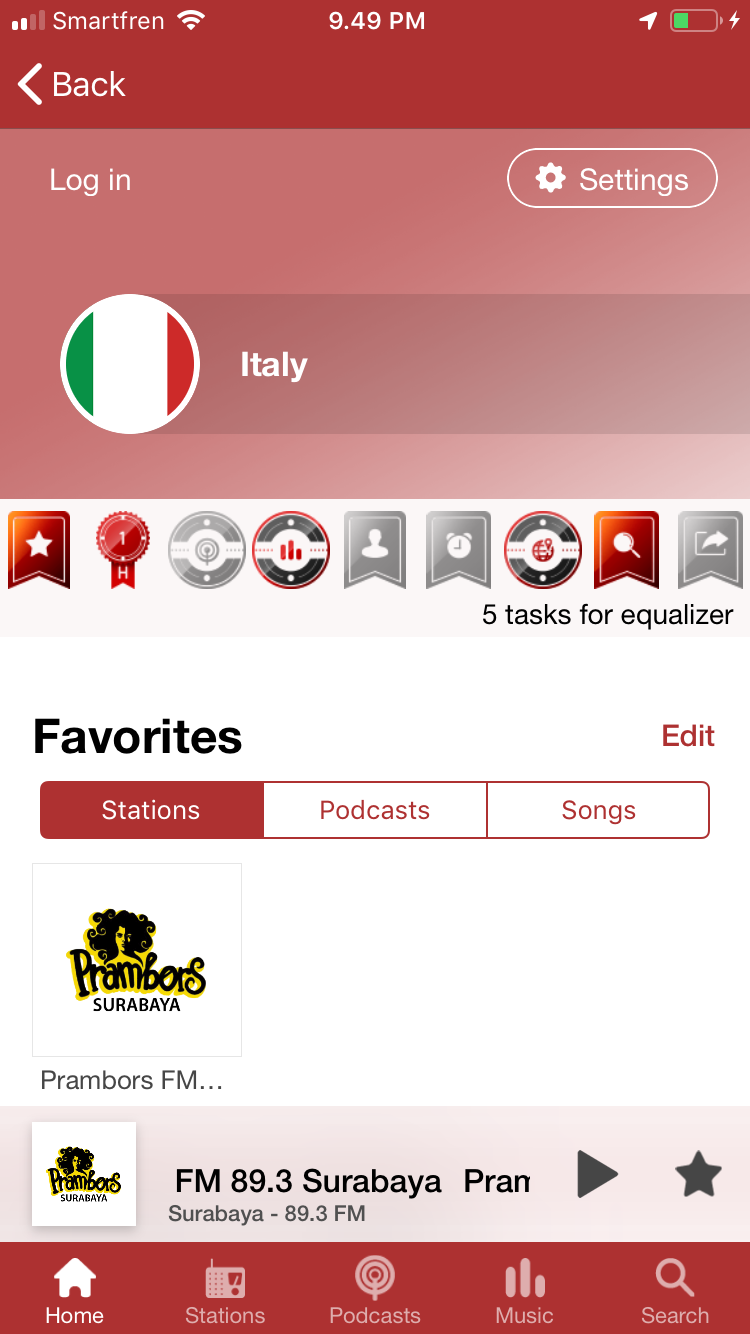 Smartfren 9.49 PM
Back
Log in Settings
Italy
1
H
5 tasks for equalizer
Favorites Edit
Stations Podcasts Songs
Prambors
SURABAYA
Prambors FM...
Prambors
SURABAYA
FM 89.3 Surabaya Pram
Surabaya - 89.3 FM
Home Stations Podcasts Music Search